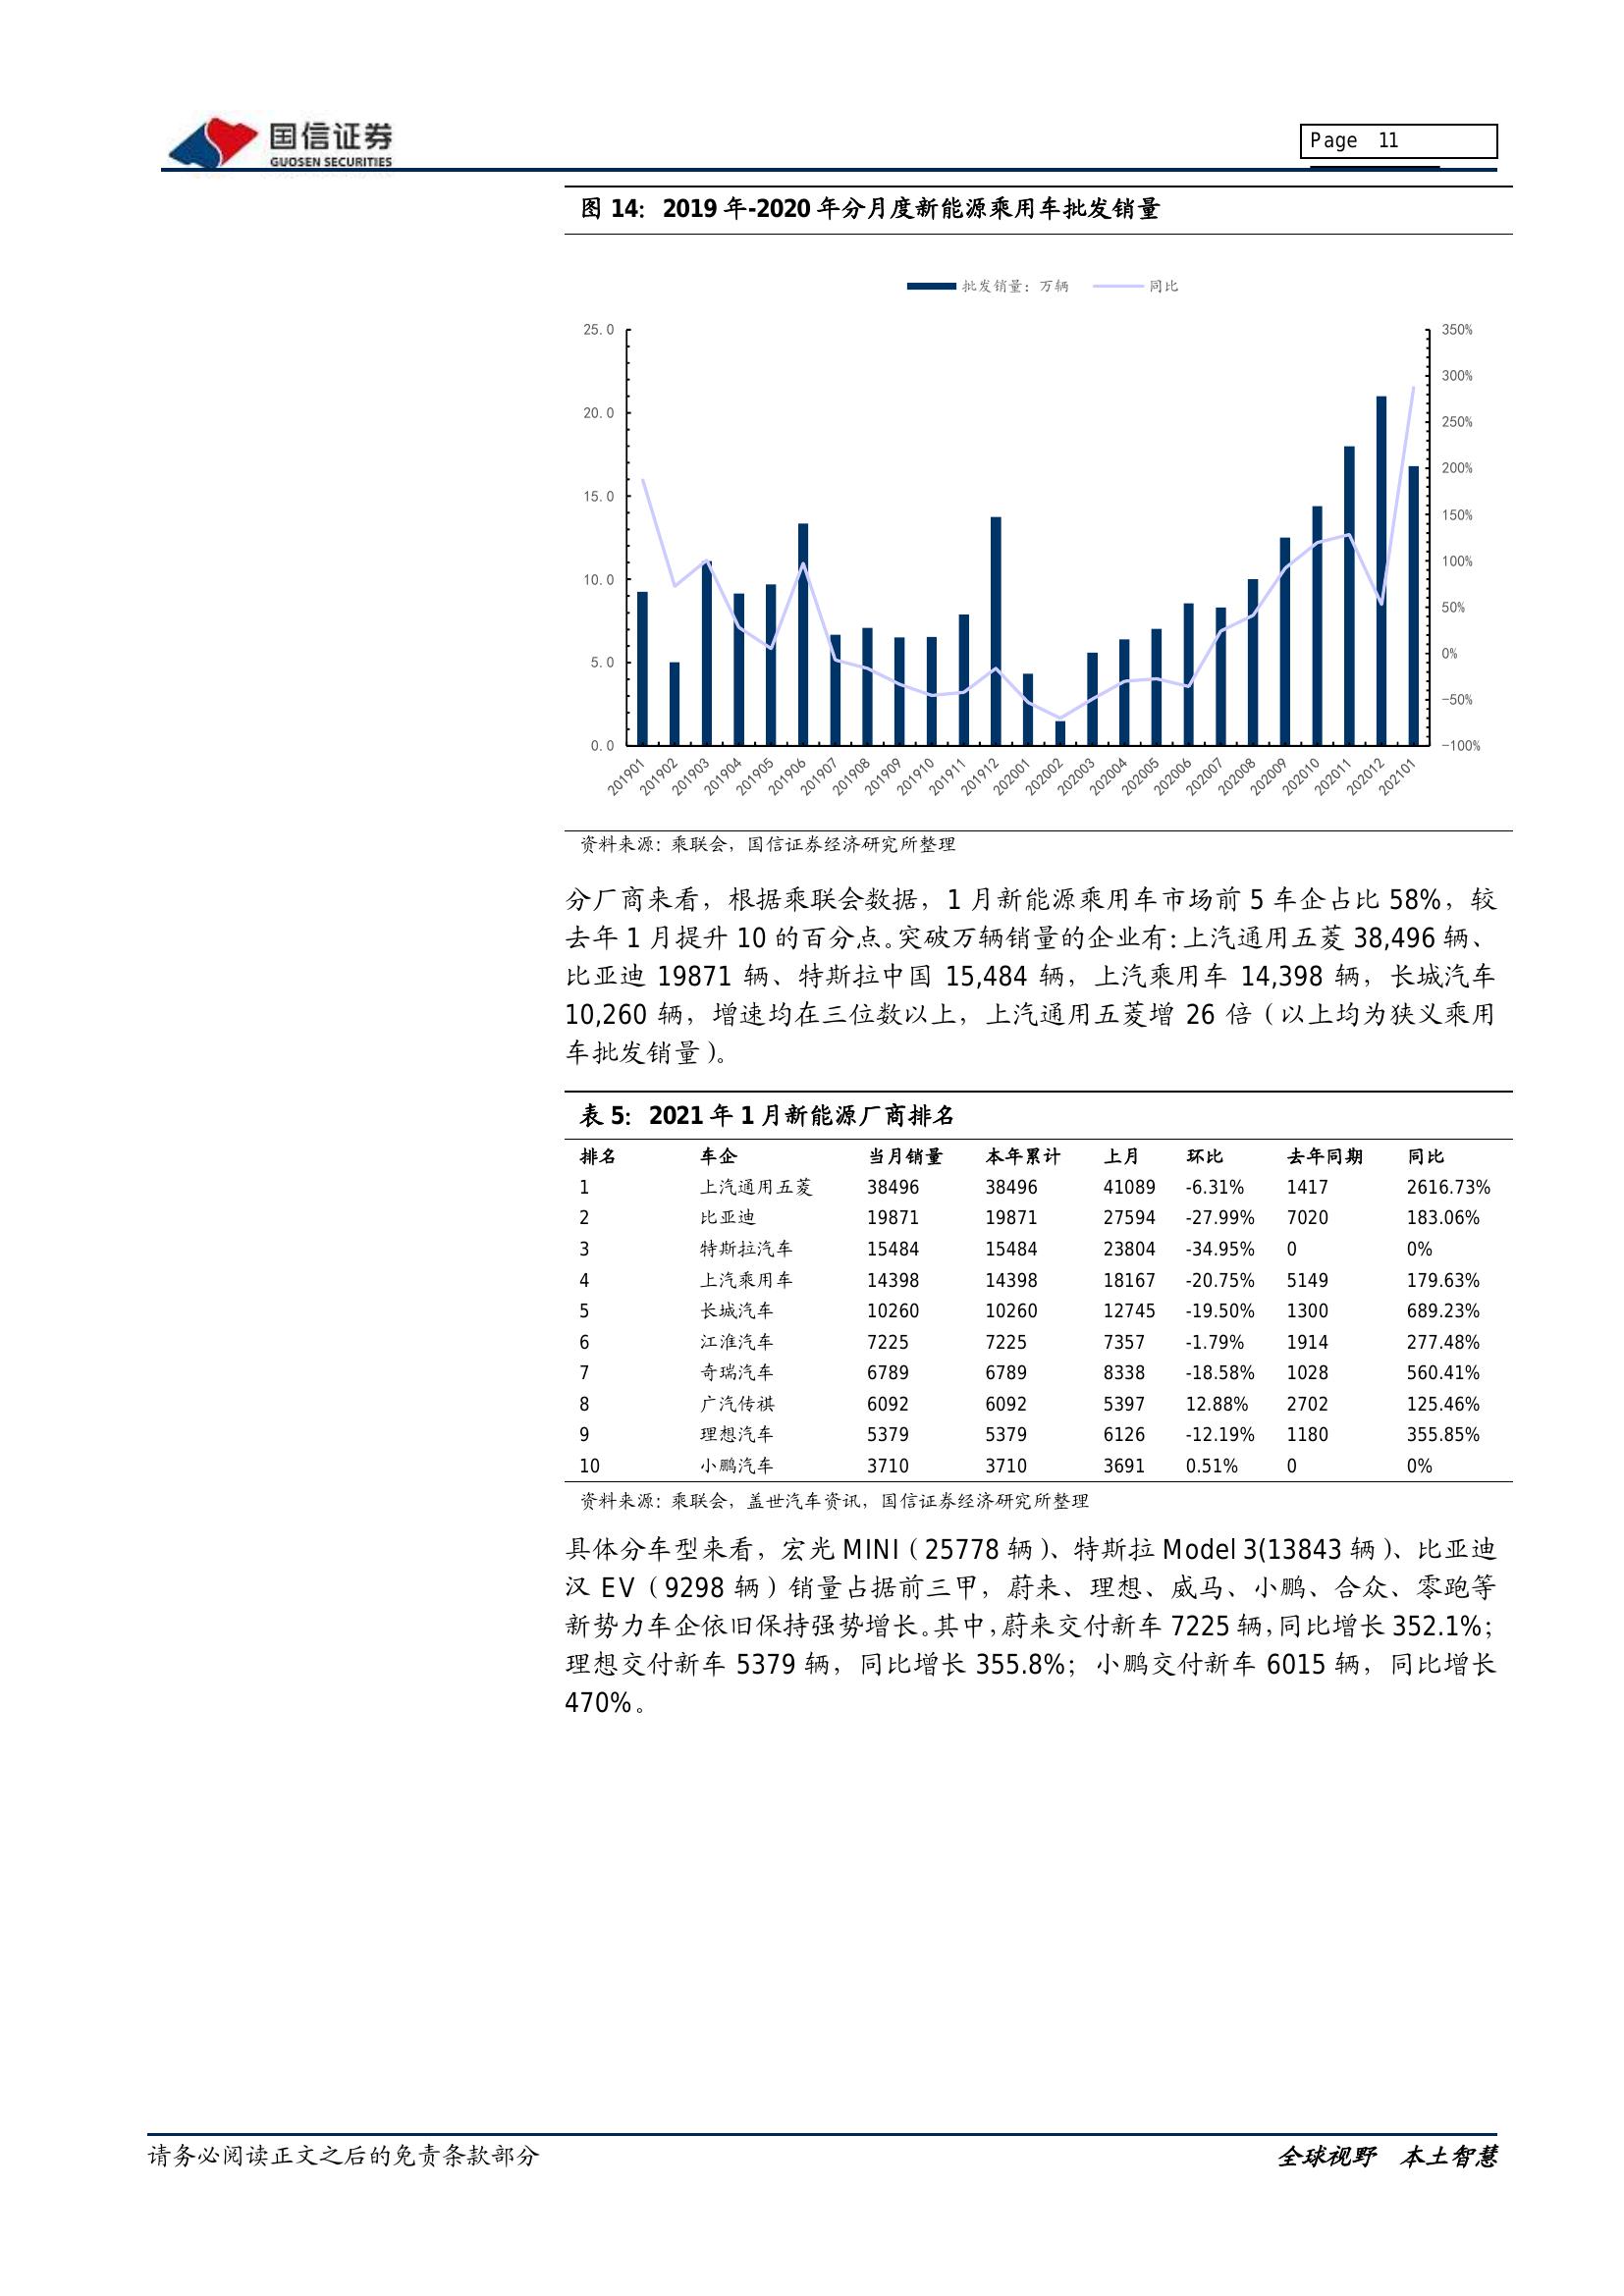 国信证券
GUOSEN SECURITIES
Page 11
图 14: 2019 年-2020 年分月度新能源乘用车批发销量
批发销量：万辆 同比
25.0
20.0
15.0
10.0
5.0
0.0
350%
300%
250%
200%
150%
100%
50%
0%
-50%
-100%
201901 201902 201903 201904 201905 201906 201907 201908 201909 201910 201911 201912 202001 202002 202003 202004 202005 202006 202007 202008 202009 202010 202011 202012 202101
资料来源：乘联会，国信证券经济研究所整理
分厂商来看，根据乘联会数据，1 月新能源乘用车市场前 5 车企占比 58%，较
去年 1 月提升 10 的百分点。突破万辆销量的企业有：上汽通用五菱 38,496 辆、
比亚迪 19871 辆、特斯拉中国 15,484 辆，上汽乘用车 14,398 辆，长城汽车
10,260 辆，增速均在三位数以上，上汽通用五菱增 26 倍（以上均为狭义乘用
车批发销量）。
表 5: 2021 年 1 月新能源厂商排名
排名 车企 当月销量 本年累计 上月 环比 去年同期 同比
1 上汽通用五菱 38496 38496 41089 -6.31% 1417 2616.73%
2 比亚迪 19871 19871 27594 -27.99% 7020 183.06%
3 特斯拉汽车 15484 15484 23804 -34.95% 0 0%
4 上汽乘用车 14398 14398 18167 -20.75% 5149 179.63%
5 长城汽车 10260 10260 12745 -19.50% 1300 689.23%
6 江淮汽车 7225 7225 7357 -1.79% 1914 277.48%
7 奇瑞汽车 6789 6789 8338 -18.58% 1028 560.41%
8 广汽传祺 6092 6092 5397 12.88% 2702 125.46%
9 理想汽车 5379 5379 6126 -12.19% 1180 355.85%
10 小鹏汽车 3710 3710 3691 0.51% 0 0%
资料来源：乘联会，盖世汽车资讯，国信证券经济研究所整理
具体分车型来看，宏光 MINI（25778 辆）、特斯拉 Model 3(13843 辆）、比亚迪
汉 EV（9298 辆）销量占据前三甲，蔚来、理想、威马、小鹏、合众、零跑等
新势力车企依旧保持强势增长。其中，蔚来交付新车 7225 辆，同比增长 352.1%；
理想交付新车 5379 辆，同比增长 355.8%；小鹏交付新车 6015 辆，同比增长
470%。
请务必阅读正文之后的免责条款部分
全球视野 本土智慧